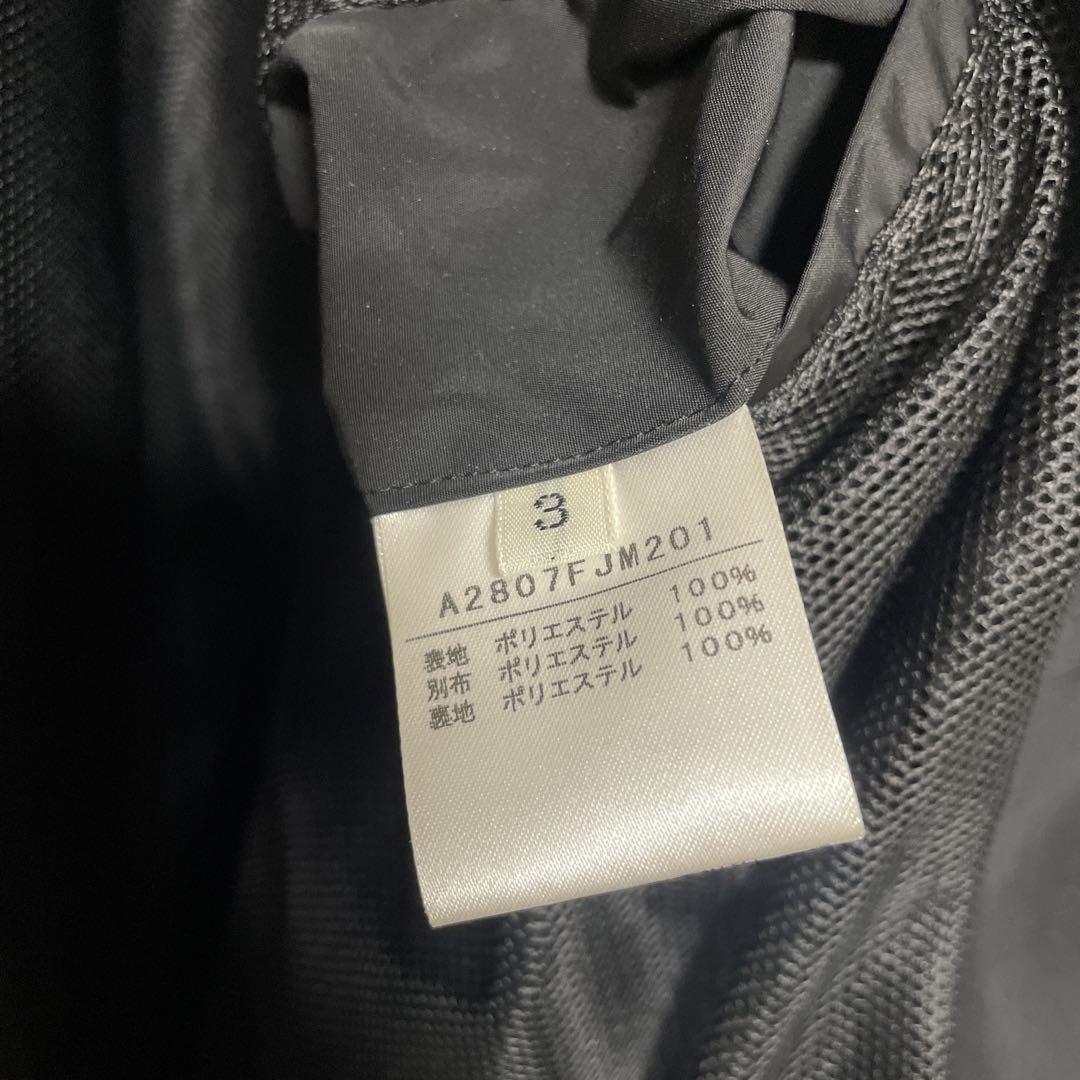 3
A2807FJM201
表地 ポリエステル 100%
別布 ポリエステル 100%
裏地 ポリエステル 100%